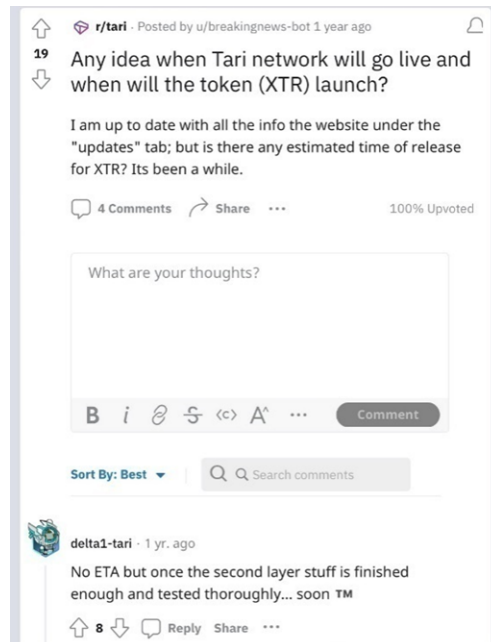 r/tari · Posted by u/breakingnews-bot 1 year ago
19
Any idea when Tari network will go live and
when will the token (XTR) launch?
I am up to date with all the info the website under the
"updates" tab; but is there any estimated time of release
for XTR? Its been a while.
4 Comments Share ··· 100% Upvoted
What are your thoughts?
B i S <c> A^ ··· Comment
Sort By: Best Search comments
delta1-tari · 1 yr. ago
No ETA but once the second layer stuff is finished
enough and tested thoroughly... soon ™
8 Reply Share ···